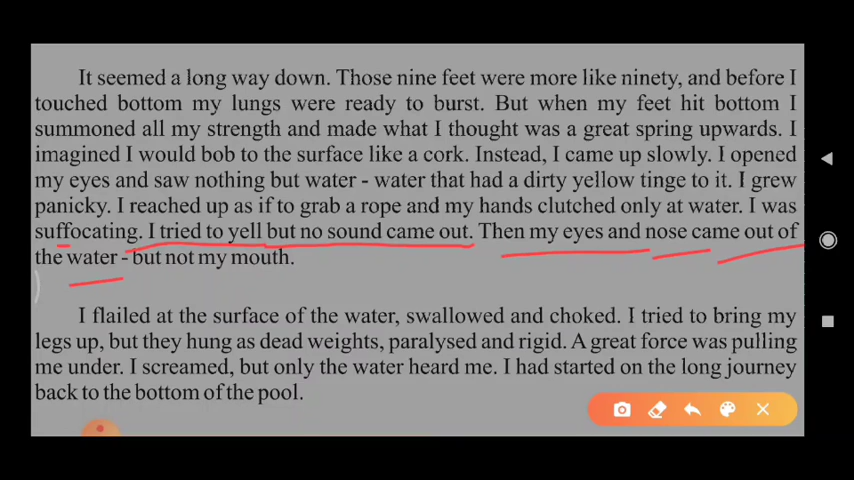 It seemed a long way down. Those nine feet were more like ninety, and before I
touched bottom my lungs were ready to burst. But when my feet hit bottom I
summoned all my strength and made what I thought was a great spring upwards. I
imagined I would bob to the surface like a cork. Instead, I came up slowly. I opened
my eyes and saw nothing but water - water that had a dirty yellow tinge to it. I grew
panicky. I reached up as if to grab a rope and my hands clutched only at water. I was
suffocating. I tried to yell but no sound came out. Then my eyes and nose came out of
the water - but not my mouth.
I flailed at the surface of the water, swallowed and choked. I tried to bring my
legs up, but they hung as dead weights, paralysed and rigid. A great force was pulling
me under. I screamed, but only the water heard me. I had started on the long journey
back to the bottom of the pool.